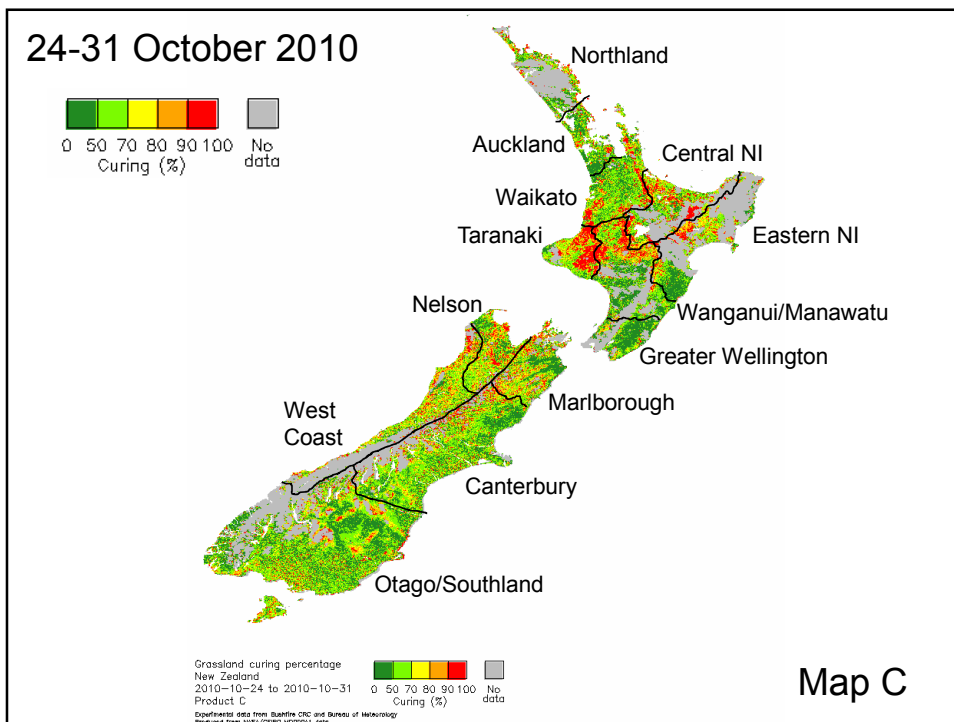 24-31 October 2010
0 50 70 80 90 100
Curing (%)
No
data
Northland
Auckland
Central NI
Waikato
Taranaki
Eastern NI
Nelson
Wanganui/Manawatu
Greater Wellington
West
Coast
Marlborough
Canterbury
Otago/Southland
Grassland curing percentage
New Zealand
2010-10-24 to 2010-10-31
Product C
0 50 70 80 90 100
Curing (%)
No
data
Experimental data from Bushfire CRC and Bureau of Meteorology
Map C